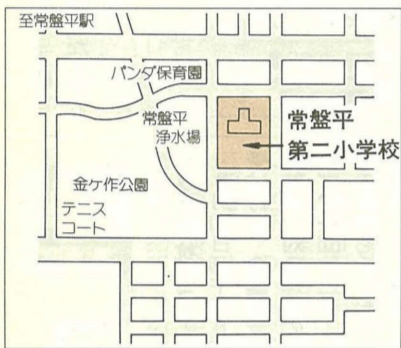 至常盤平駅
パンダ保育園
常盤平
浄水場
常盤平
第二小学校
金ケ作公園
テニス
コート